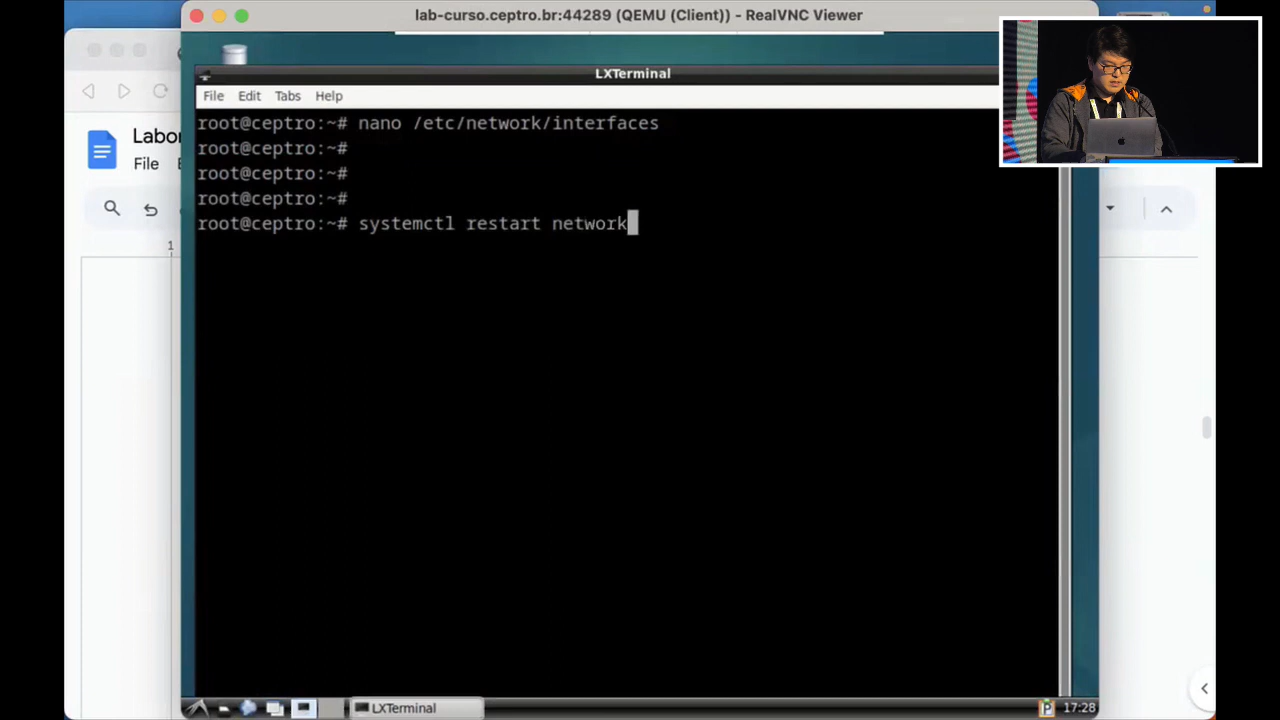 lab-curso.ceptro.br:44289 (QEMU (Client)) - RealVNC Viewer
LXTerminal
File Edit Tabs Help
Labor
File
1
root@ceptro:~# nano /etc/network/interfaces
root@ceptro:~#
root@ceptro:~#
root@ceptro:~#
root@ceptro:~# systemctl restart network
LXTerminal
17:28